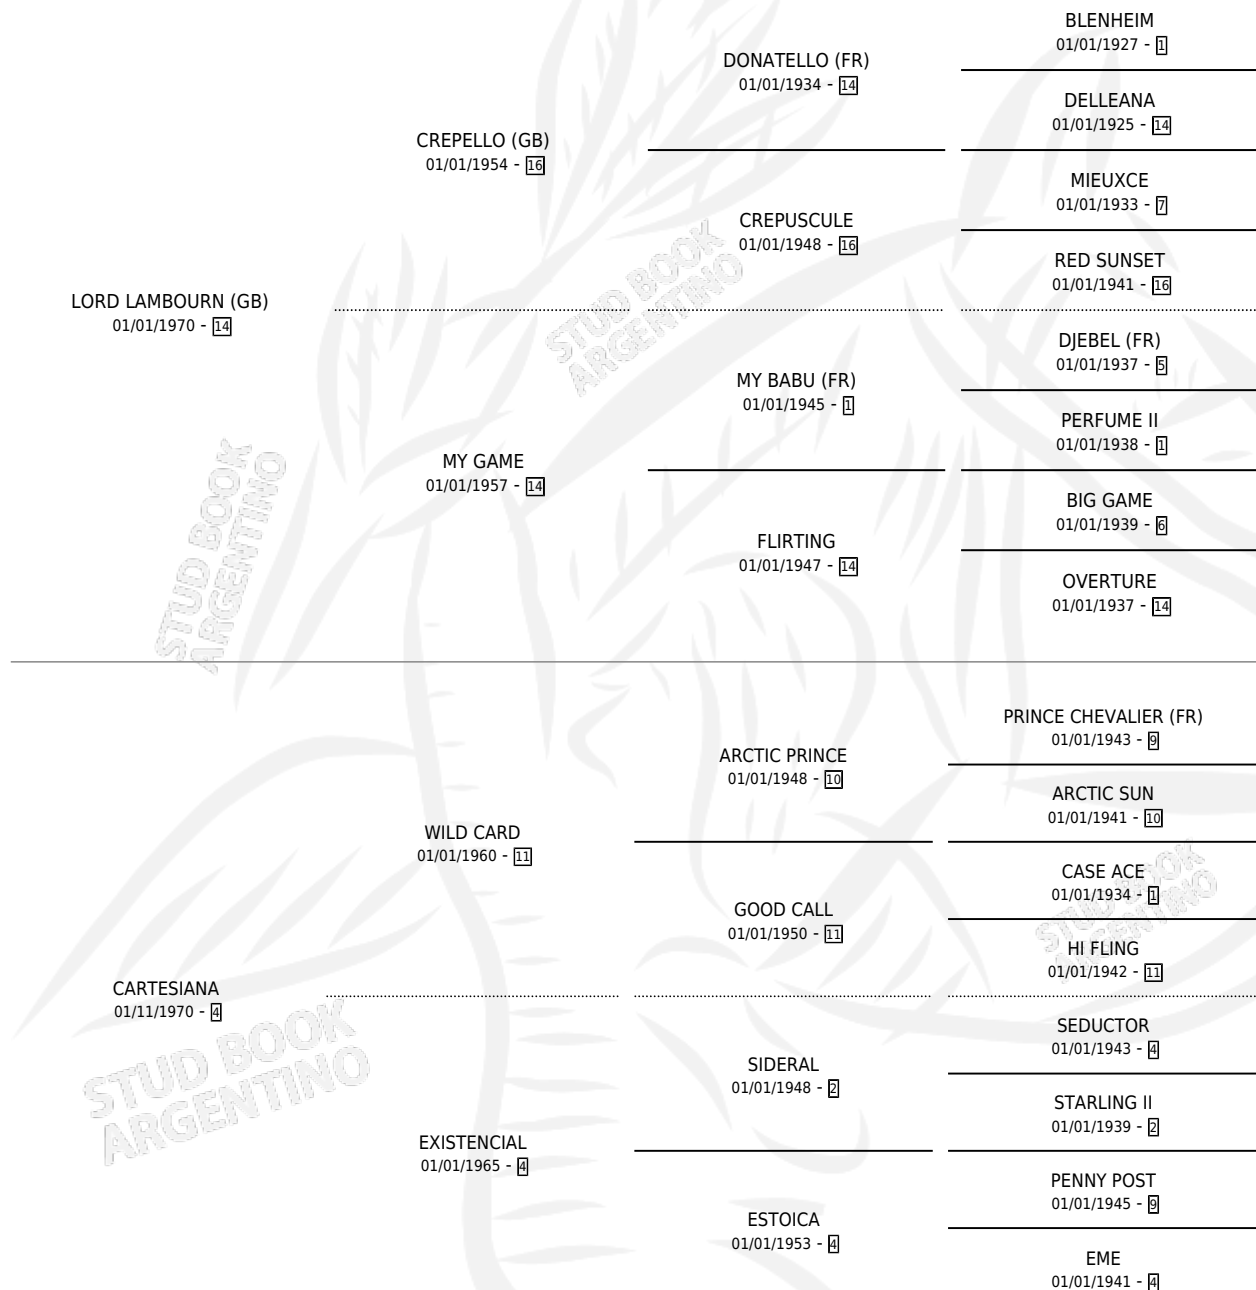 BLENHEIM
01/01/1927 - 1
DONATELLO (FR)
01/01/1934 - 14
DELLEANA
01/01/1925 - 14
CREPELLO (GB)
01/01/1954 - 16
MIEUXCE
01/01/1933 - 7
CREPUSCULE
01/01/1948 - 16
RED SUNSET
01/01/1941 - 16
LORD LAMBOURN (GB)
01/01/1970 - 14
DJEBEL (FR)
01/01/1937 - 5
MY BABU (FR)
01/01/1945 - 1
PERFUME II
01/01/1938 - 1
MY GAME
01/01/1957 - 14
BIG GAME
01/01/1939 - 6
FLIRTING
01/01/1947 - 14
OVERTURE
01/01/1937 - 14
PRINCE CHEVALIER (FR)
01/01/1943 - 9
ARCTIC PRINCE
01/01/1948 - 10
ARCTIC SUN
01/01/1941 - 10
WILD CARD
01/01/1960 - 11
CASE ACE
01/01/1934 - 1
GOOD CALL
01/01/1950 - 11
HI FLING
01/01/1942 - 11
CARTESIANA
01/11/1970 - 4
SEDUCTOR
01/01/1943 - 4
SIDERAL
01/01/1948 - 2
STARLING II
01/01/1939 - 2
EXISTENCIAL
01/01/1965 - 4
PENNY POST
01/01/1945 - 9
ESTOICA
01/01/1953 - 4
EME
01/01/1941 - 4
STUD BOOK
ARGENTINO
STUD BOOK
ARGENTINO
STUD BOOK
ARGENTINO
STUD BOOK
ARGENTINO